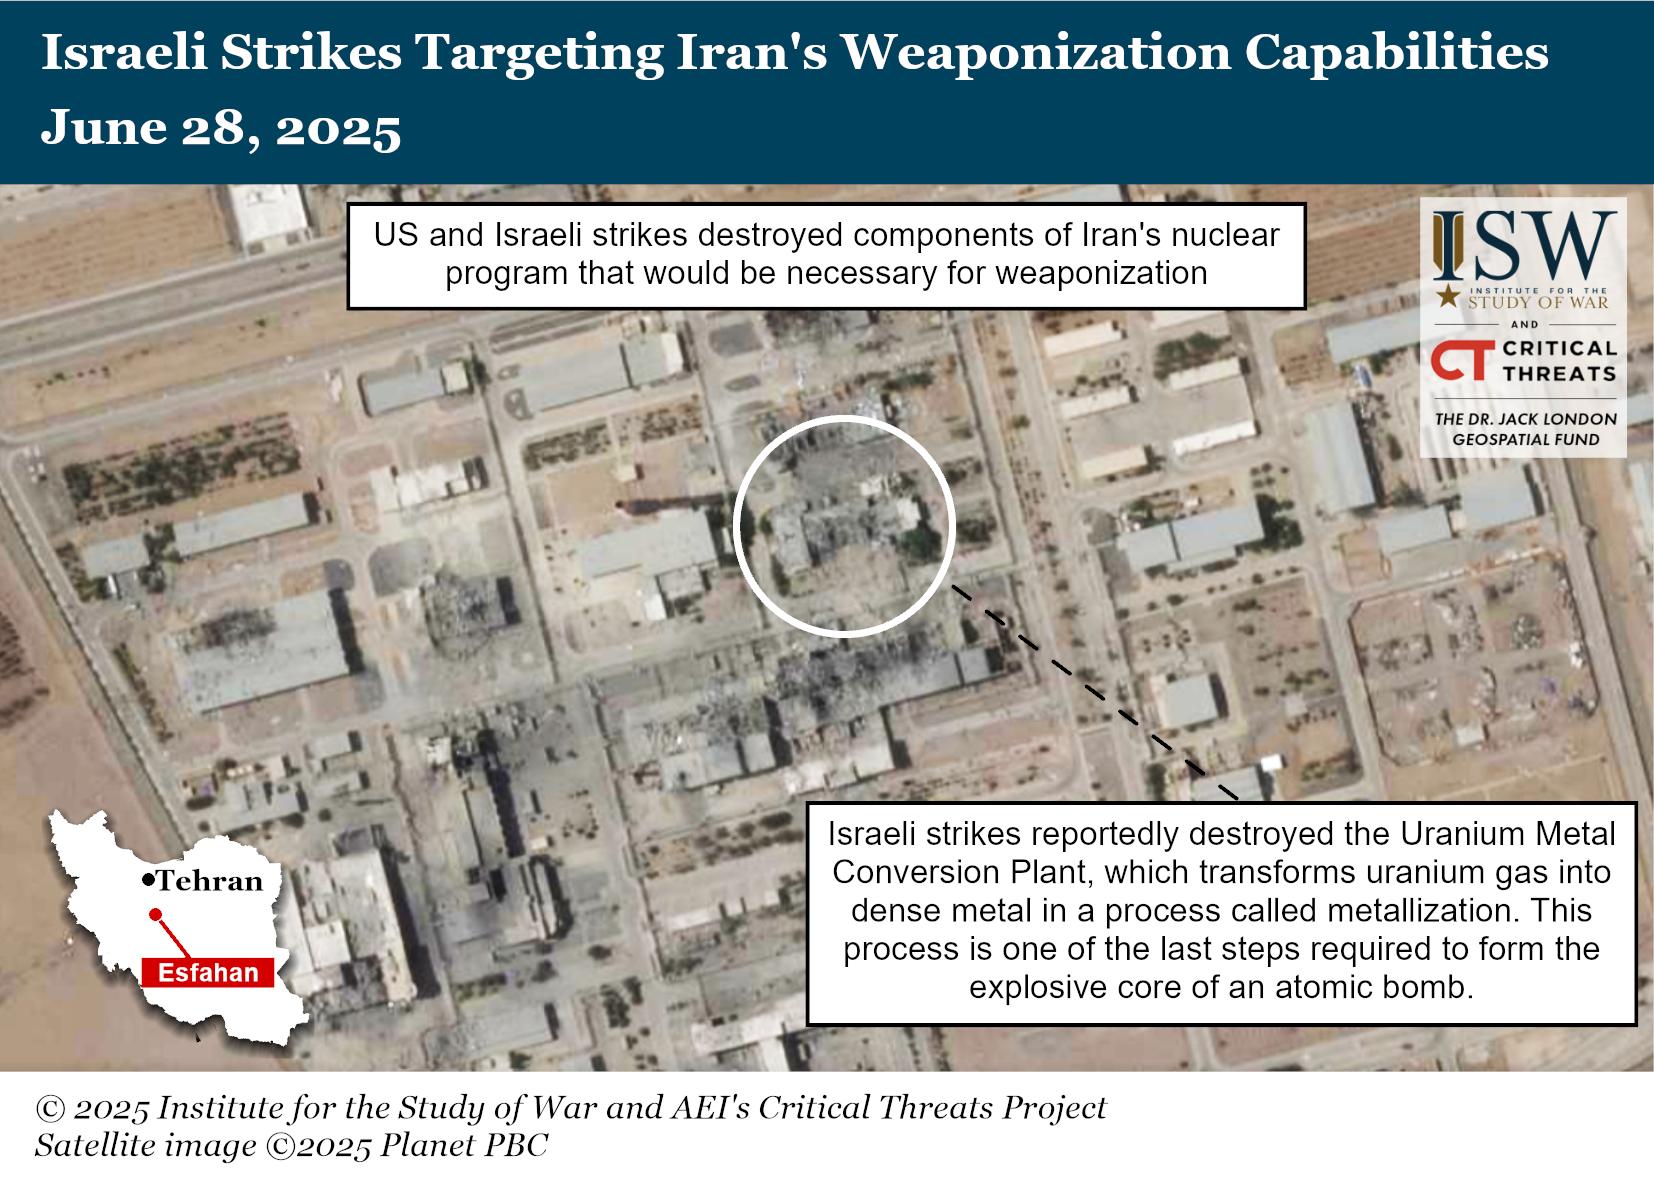 Israeli Strikes Targeting Iran's Weaponization Capabilities
June 28, 2025
US and Israeli strikes destroyed components of Iran's nuclear
program that would be necessary for weaponization
ISW
INSTITUTE FOR THE
STUDY OF WAR
AND
CT CRITICAL
THREATS
THE DR. JACK LONDON
GEOSPATIAL FUND
Israeli strikes reportedly destroyed the Uranium Metal
Conversion Plant, which transforms uranium gas into
dense metal in a process called metallization. This
process is one of the last steps required to form the
explosive core of an atomic bomb.
Tehran
Esfahan
© 2025 Institute for the Study of War and AEI's Critical Threats Project
Satellite image ©2025 Planet PBC